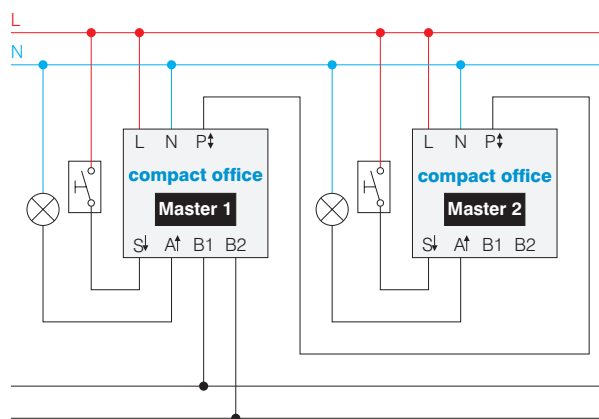 L
N
L N P↕ L N P↕
compact office compact office
Master 1 Master 2
S↓ A↑ B1 B2 S↓ A↑ B1 B2